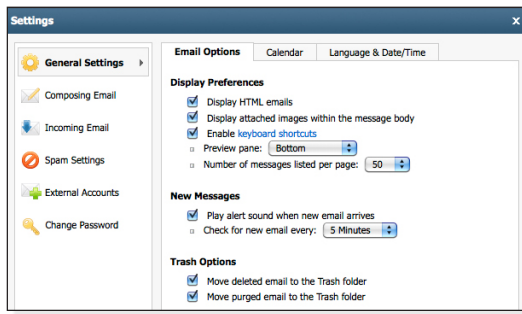 Settings
x
General Settings
Composing Email
Incoming Email
Spam Settings
External Accounts
Change Password
Email Options
Calendar
Language & Date/Time
Display Preferences
Display HTML emails
Display attached images within the message body
Enable keyboard shortcuts
Preview pane: Bottom
Number of messages listed per page: 50
New Messages
Play alert sound when new email arrives
Check for new email every: 5 Minutes
Trash Options
Move deleted email to the Trash folder
Move purged email to the Trash folder